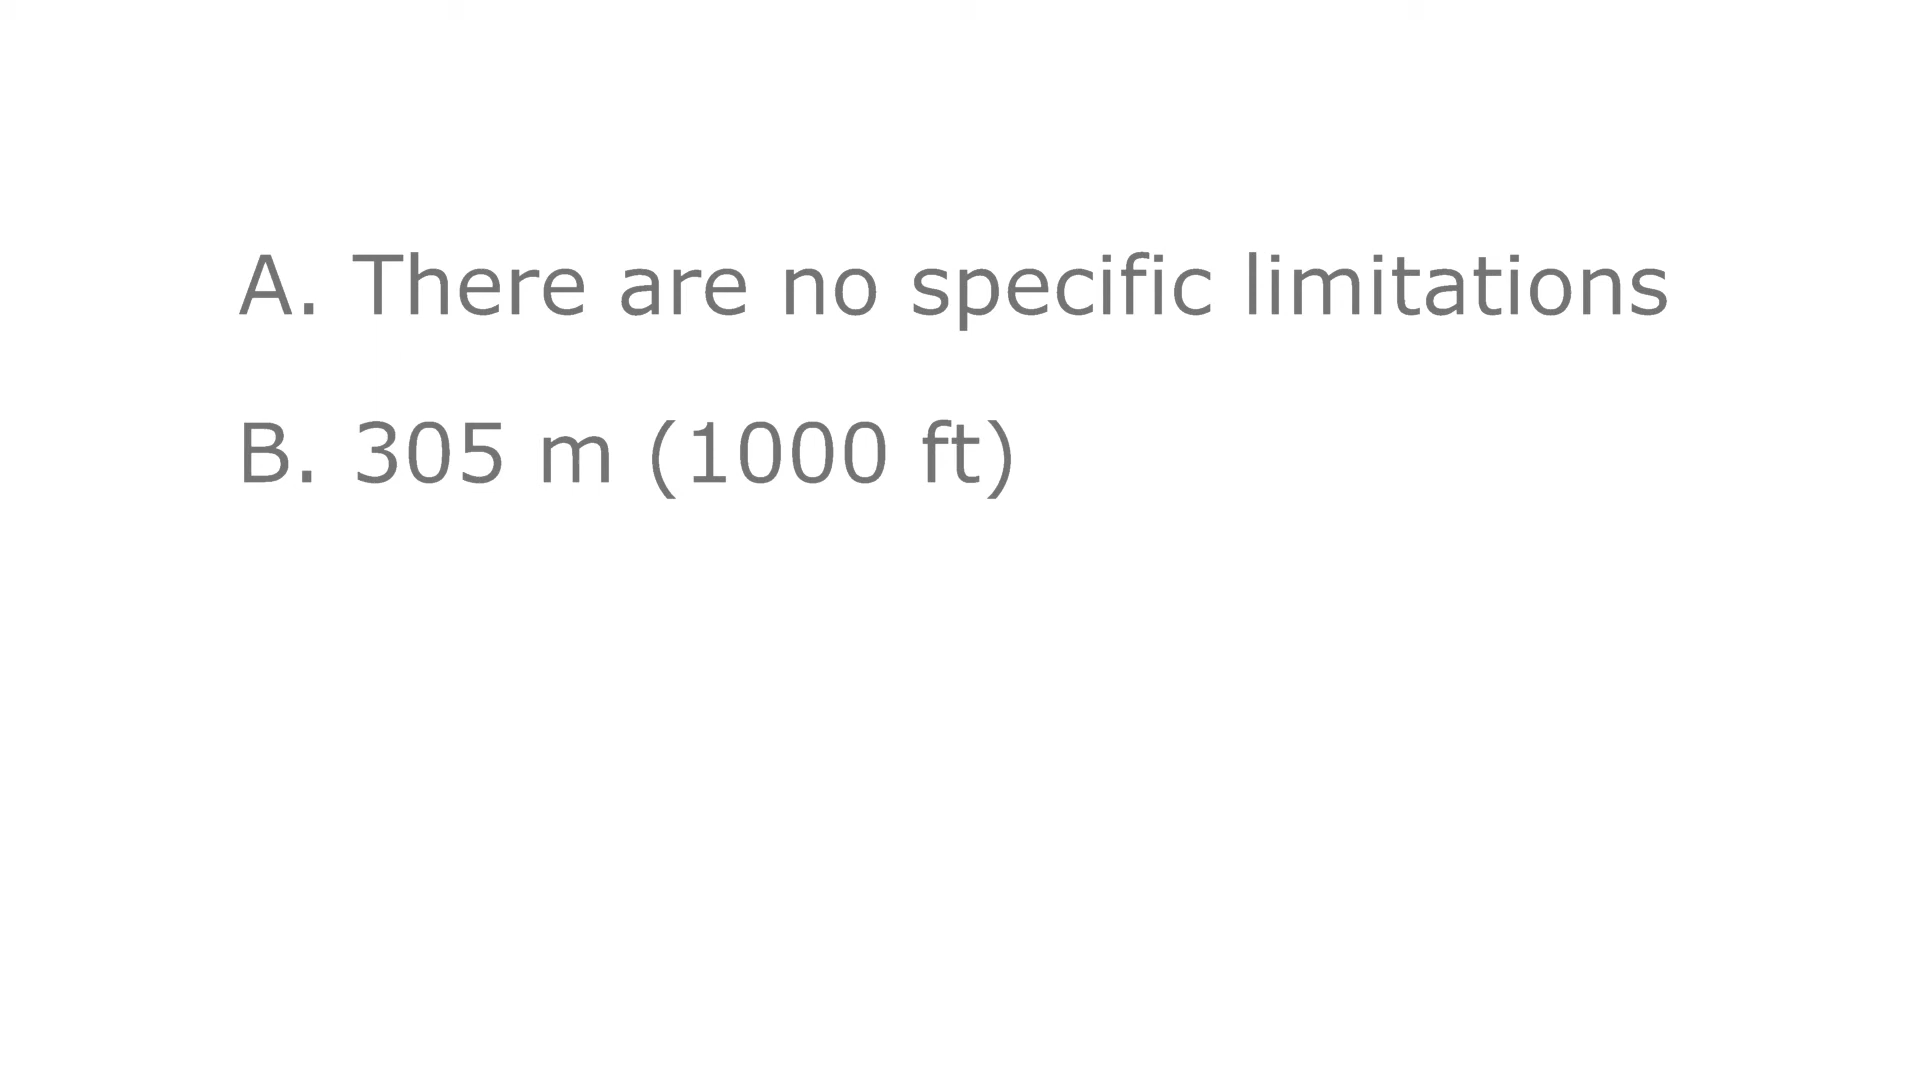 A. There are no specific limitations
B. 305 m (1000 ft)